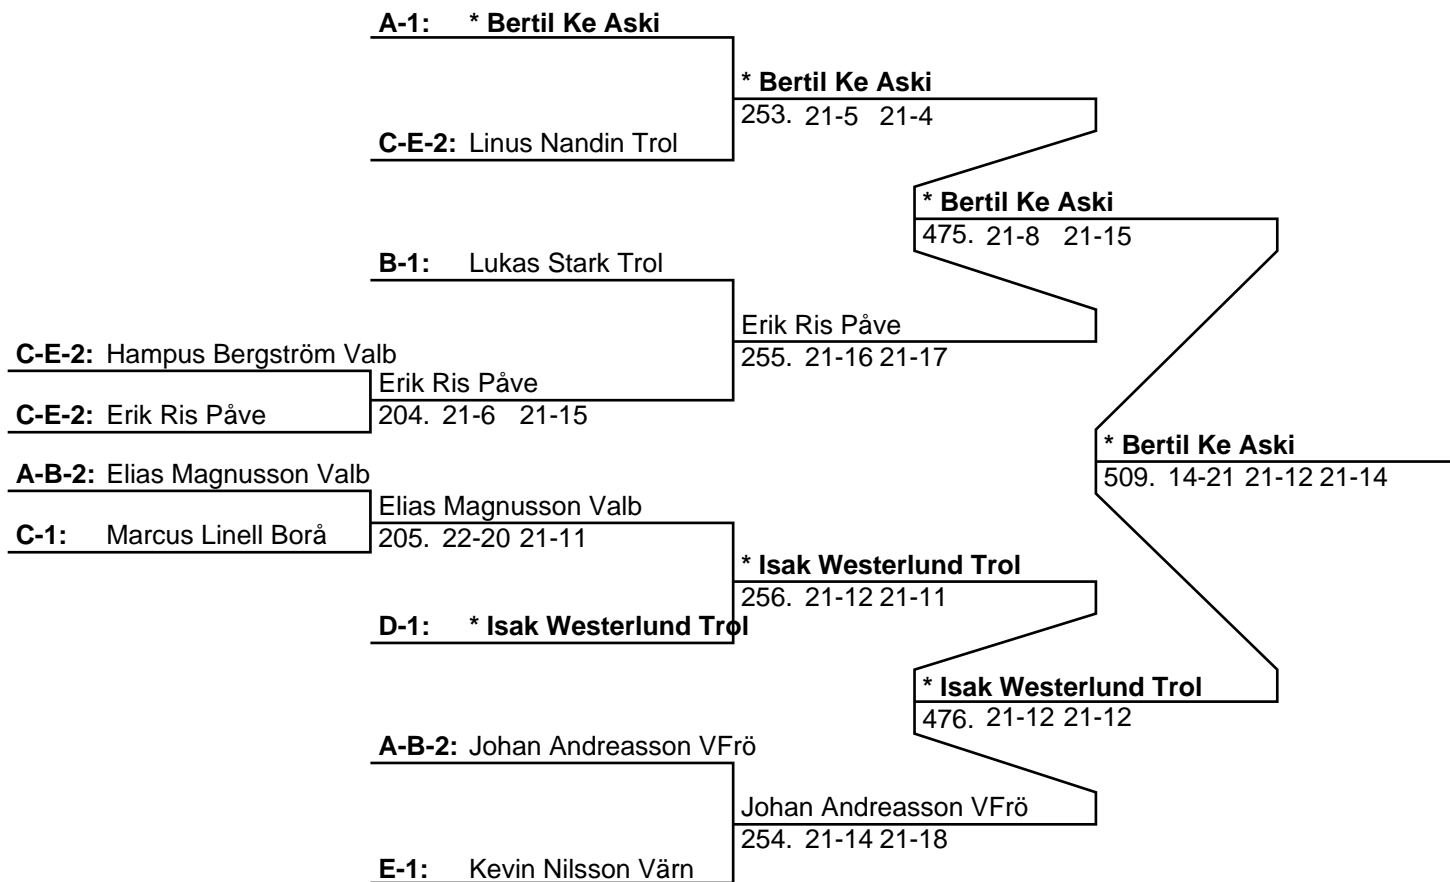 A-1: * Bertil Ke Aski
* Bertil Ke Aski
253. 21-5 21-4
C-E-2: Linus Nandin Trol
* Bertil Ke Aski
475. 21-8 21-15
B-1: Lukas Stark Trol
Erik Ris Påve
255. 21-16 21-17
C-E-2: Hampus Bergström Valb
Erik Ris Påve
204. 21-6 21-15
C-E-2: Erik Ris Påve
* Bertil Ke Aski
509. 14-21 21-12 21-14
A-B-2: Elias Magnusson Valb
Elias Magnusson Valb
205. 22-20 21-11
C-1: Marcus Linell Borå
* Isak Westerlund Trol
256. 21-12 21-11
D-1: * Isak Westerlund Trol
* Isak Westerlund Trol
476. 21-12 21-12
A-B-2: Johan Andreasson VFrö
Johan Andreasson VFrö
254. 21-14 21-18
E-1: Kevin Nilsson Värn